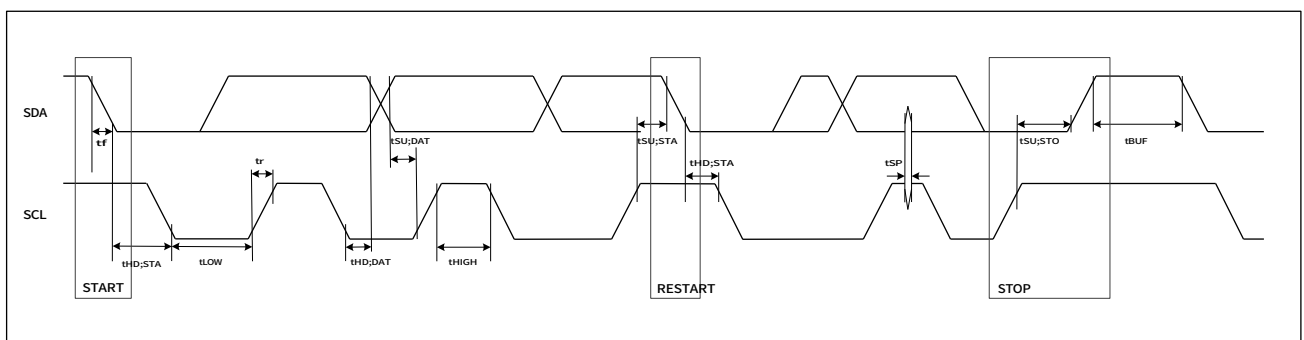 SDA
tf
tSU;DAT
tSU;STA
tSU;STO
tBUF
tr
tHD;STA
tSP
SCL
tHD;STA
tLOW
tHD;DAT
tHIGH
START
RESTART
STOP